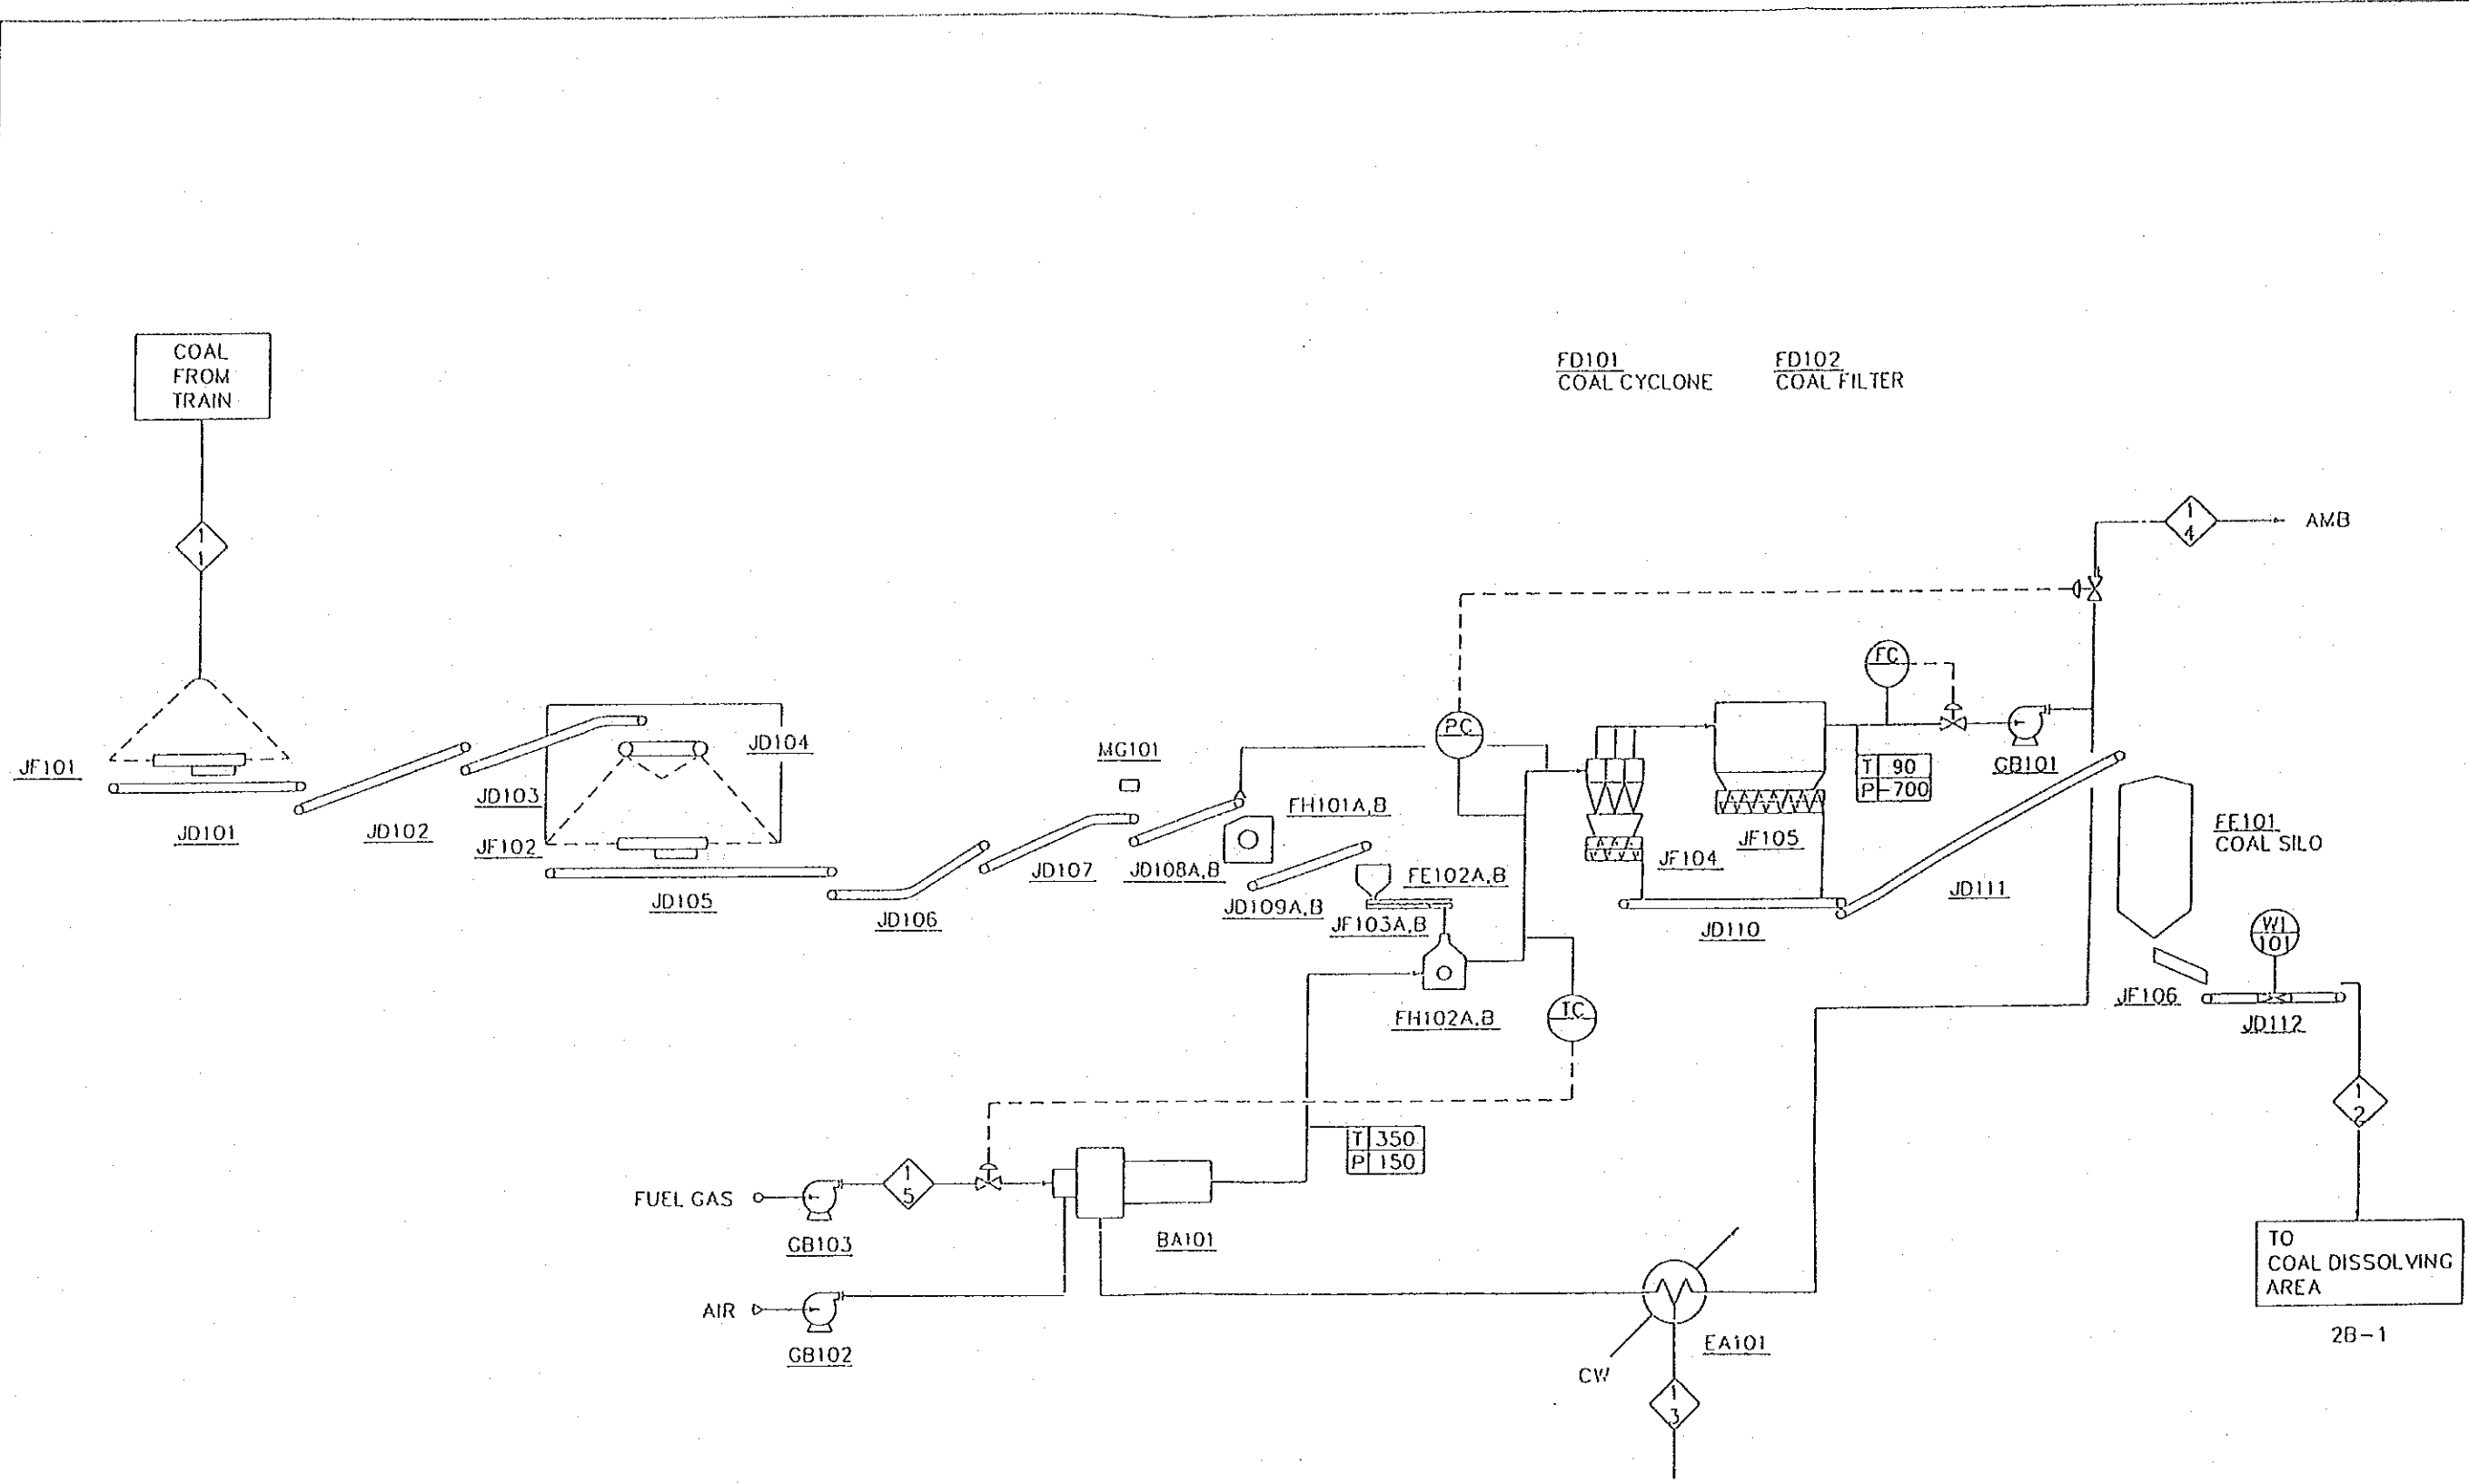 COAL
FROM
TRAIN
1
1
JF101
JD101
JD102
JD103
JF102
JD104
JD105
JD106
JD107
MG101
JD108A,B
FH101A,B
JD109A,B
FE102A,B
JF103A,B
FH102A,B
PC
TC
FD101
COAL CYCLONE
FD102
COAL FILTER
JF104
JF105
JD110
FC
T 90
P -700
GB101
JD111
1
4
AMB
FE101
COAL SILO
JF106
WI
101
JD112
1
2
TO
COAL DISSOLVING
AREA
2B-1
T 350
P 150
FUEL GAS
GB103
1
5
BA101
AIR
GB102
CW
EA101
1
3